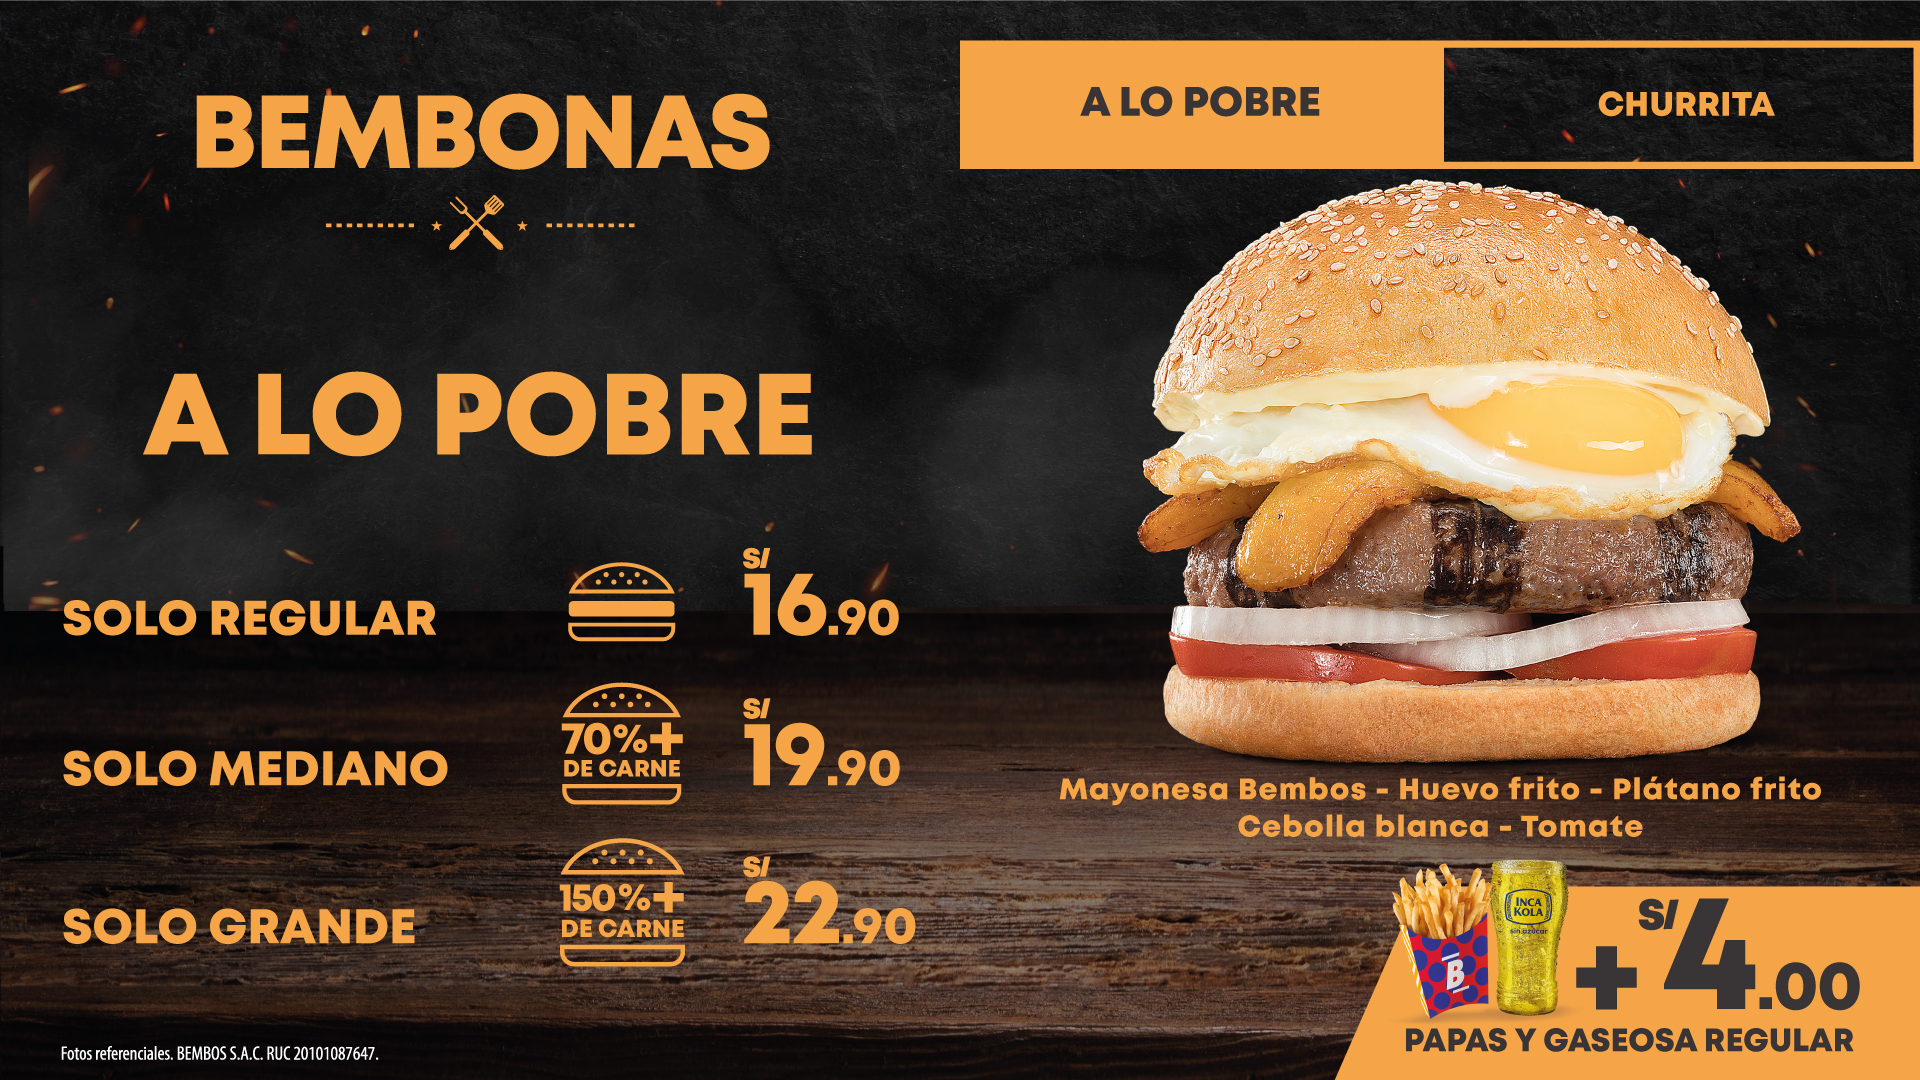 BEMBONAS
A LO POBRE
CHURRITA
A LO POBRE
SOLO REGULAR
S/
16.90
SOLO MEDIANO
70%+
DE CARNE
S/
19.90
SOLO GRANDE
150%+
DE CARNE
S/
22.90
Mayonesa Bembos - Huevo frito - Plátano frito
Cebolla blanca - Tomate
B
INCA
KOLA
sin azúcar
+ S/4.00
PAPAS Y GASEOSA REGULAR
Fotos referenciales. BEMBOS S.A.C. RUC 20101087647.